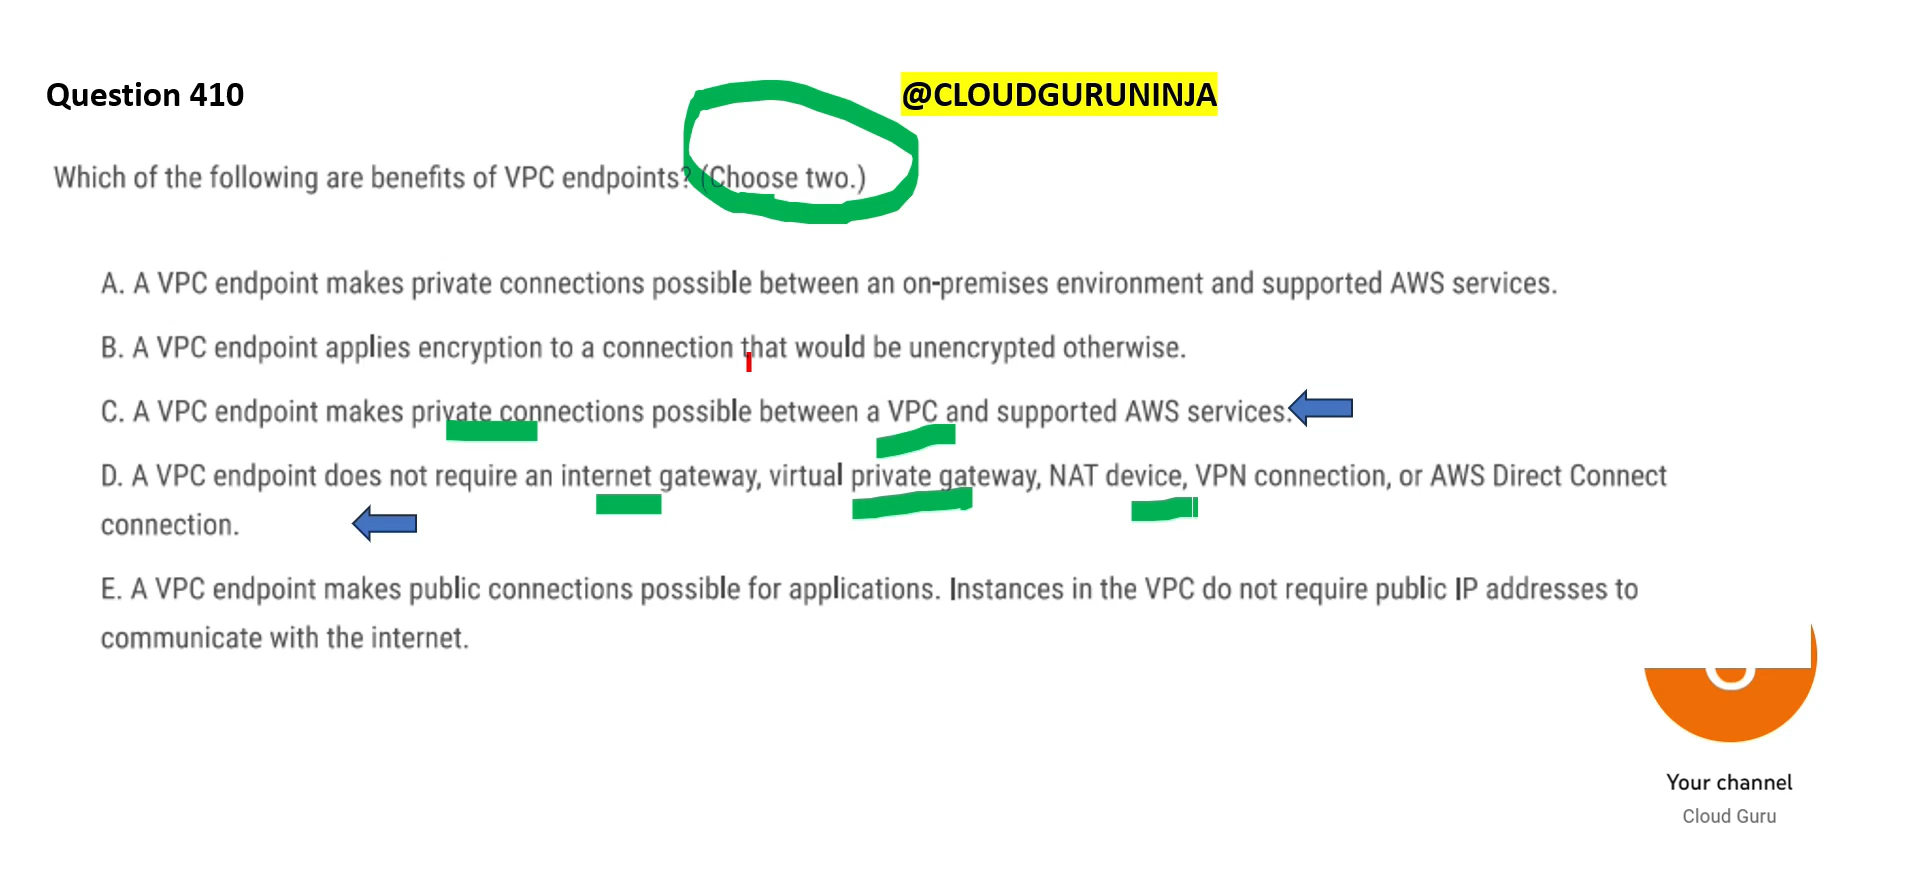 Question 410
@CLOUDGURUNINJA
Which of the following are benefits of VPC endpoints? (Choose two.)
A. A VPC endpoint makes private connections possible between an on-premises environment and supported AWS services.
B. A VPC endpoint applies encryption to a connection that would be unencrypted otherwise.
C. A VPC endpoint makes private connections possible between a VPC and supported AWS services.
D. A VPC endpoint does not require an internet gateway, virtual private gateway, NAT device, VPN connection, or AWS Direct Connect
connection.
E. A VPC endpoint makes public connections possible for applications. Instances in the VPC do not require public IP addresses to
communicate with the internet.
Your channel
Cloud Guru